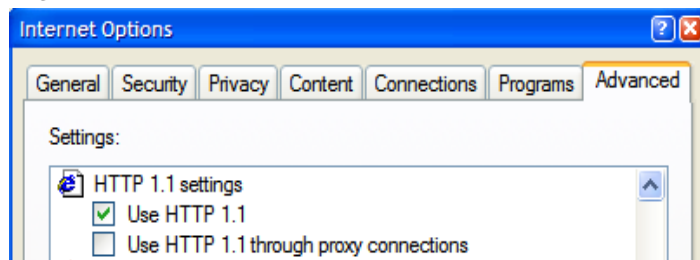 Internet Options
General Security Privacy Content Connections Programs Advanced
Settings:
HTTP 1.1 settings
Use HTTP 1.1
Use HTTP 1.1 through proxy connections